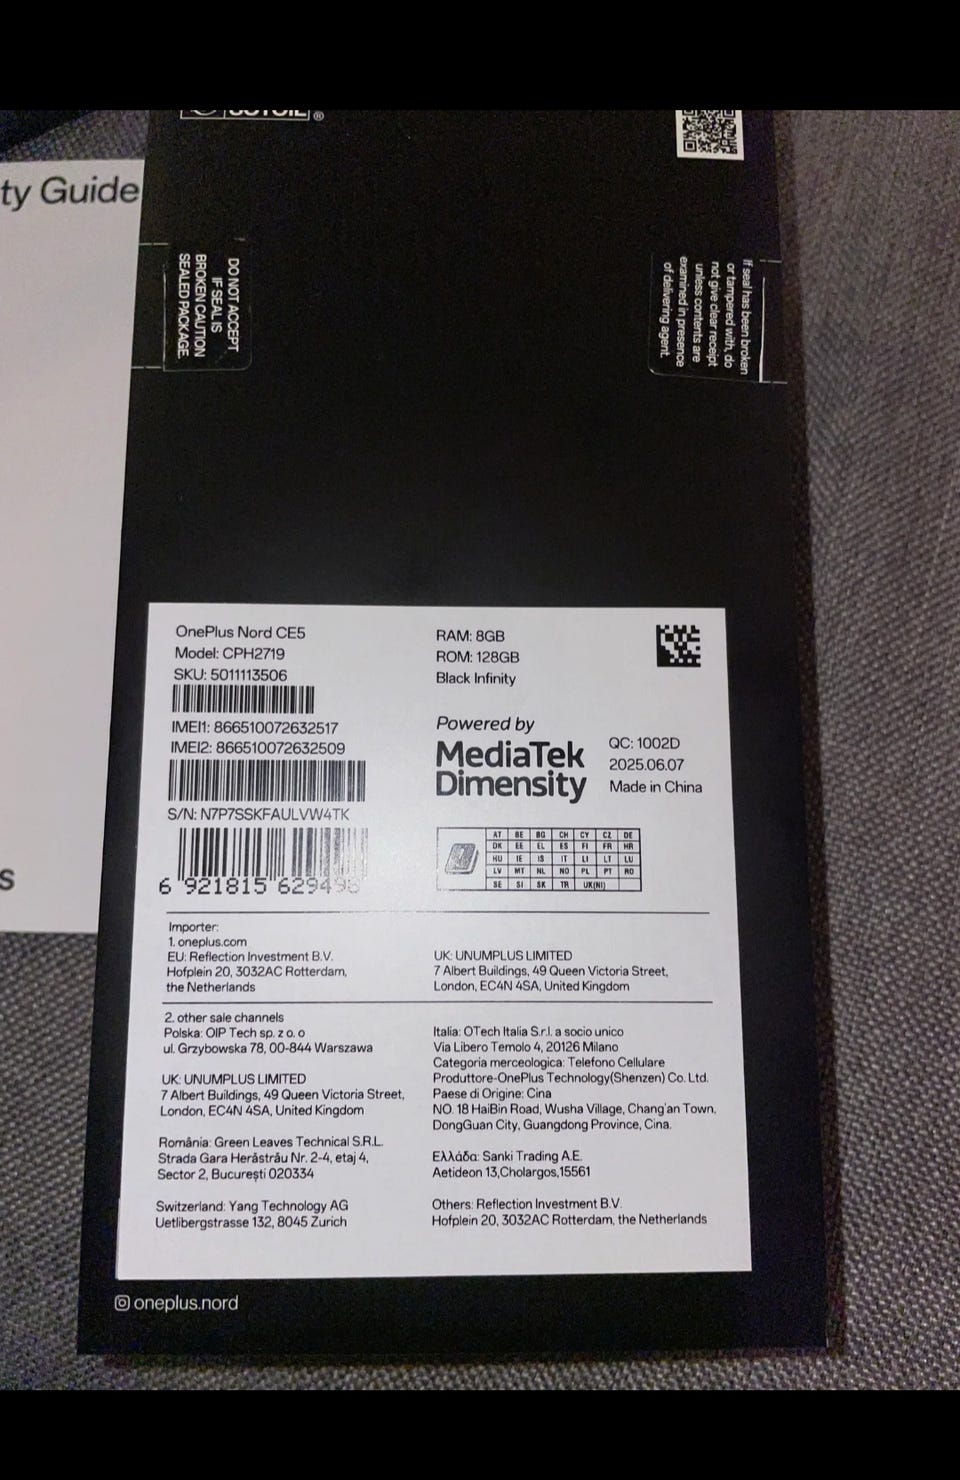 ty Guide
s
DO NOT ACCEPT
IF SEAL IS
BROKEN CAUTION
SEALED PACKAGE.
If seal has been broken
or tampered with, do
not give clear receipt
unless contents are
examined in presence
of delivering agent.
OnePlus Nord CE5
Model: CPH2719
SKU: 5011113506
IMEI1: 866510072632517
IMEI2: 866510072632509
S/N: N7P7SSKFAULVW4TK
6 921815 629498
RAM: 8GB
ROM: 128GB
Black Infinity
Powered by
MediaTek
Dimensity
QC: 1002D
2025.06.07
Made in China
AT BE BG CH CY CZ DE
DK EE EL ES FI FR HR
HU IE IS IT LI LT LU
LV MT NL NO PL PT RO
SE SI SK TR UK(NI)
Importer:
1. oneplus.com
EU: Reflection Investment B.V.
Hofplein 20, 3032AC Rotterdam,
the Netherlands
UK: UNUMPLUS LIMITED
7 Albert Buildings, 49 Queen Victoria Street,
London, EC4N 4SA, United Kingdom
2. other sale channels
Polska: OIP Tech sp. z o. o
ul. Grzybowska 78, 00-844 Warszawa
UK: UNUMPLUS LIMITED
7 Albert Buildings, 49 Queen Victoria Street,
London, EC4N 4SA, United Kingdom
România: Green Leaves Technical S.R.L.
Strada Gara Herăstrău Nr. 2-4, etaj 4,
Sector 2, București 020334
Switzerland: Yang Technology AG
Uetlibergstrasse 132, 8045 Zurich
Italia: OTech Italia S.r.l. a socio unico
Via Libero Temolo 4, 20126 Milano
Categoria merceologica: Telefono Cellulare
Produttore-OnePlus Technology(Shenzen) Co. Ltd.
Paese di Origine: Cina
NO. 18 HaiBin Road, Wusha Village, Chang'an Town,
DongGuan City, Guangdong Province, Cina.
Ελλάδα: Sanki Trading A.E.
Aetideon 13,Cholargos,15561
Others: Reflection Investment B.V.
Hofplein 20, 3032AC Rotterdam, the Netherlands
oneplus.nord